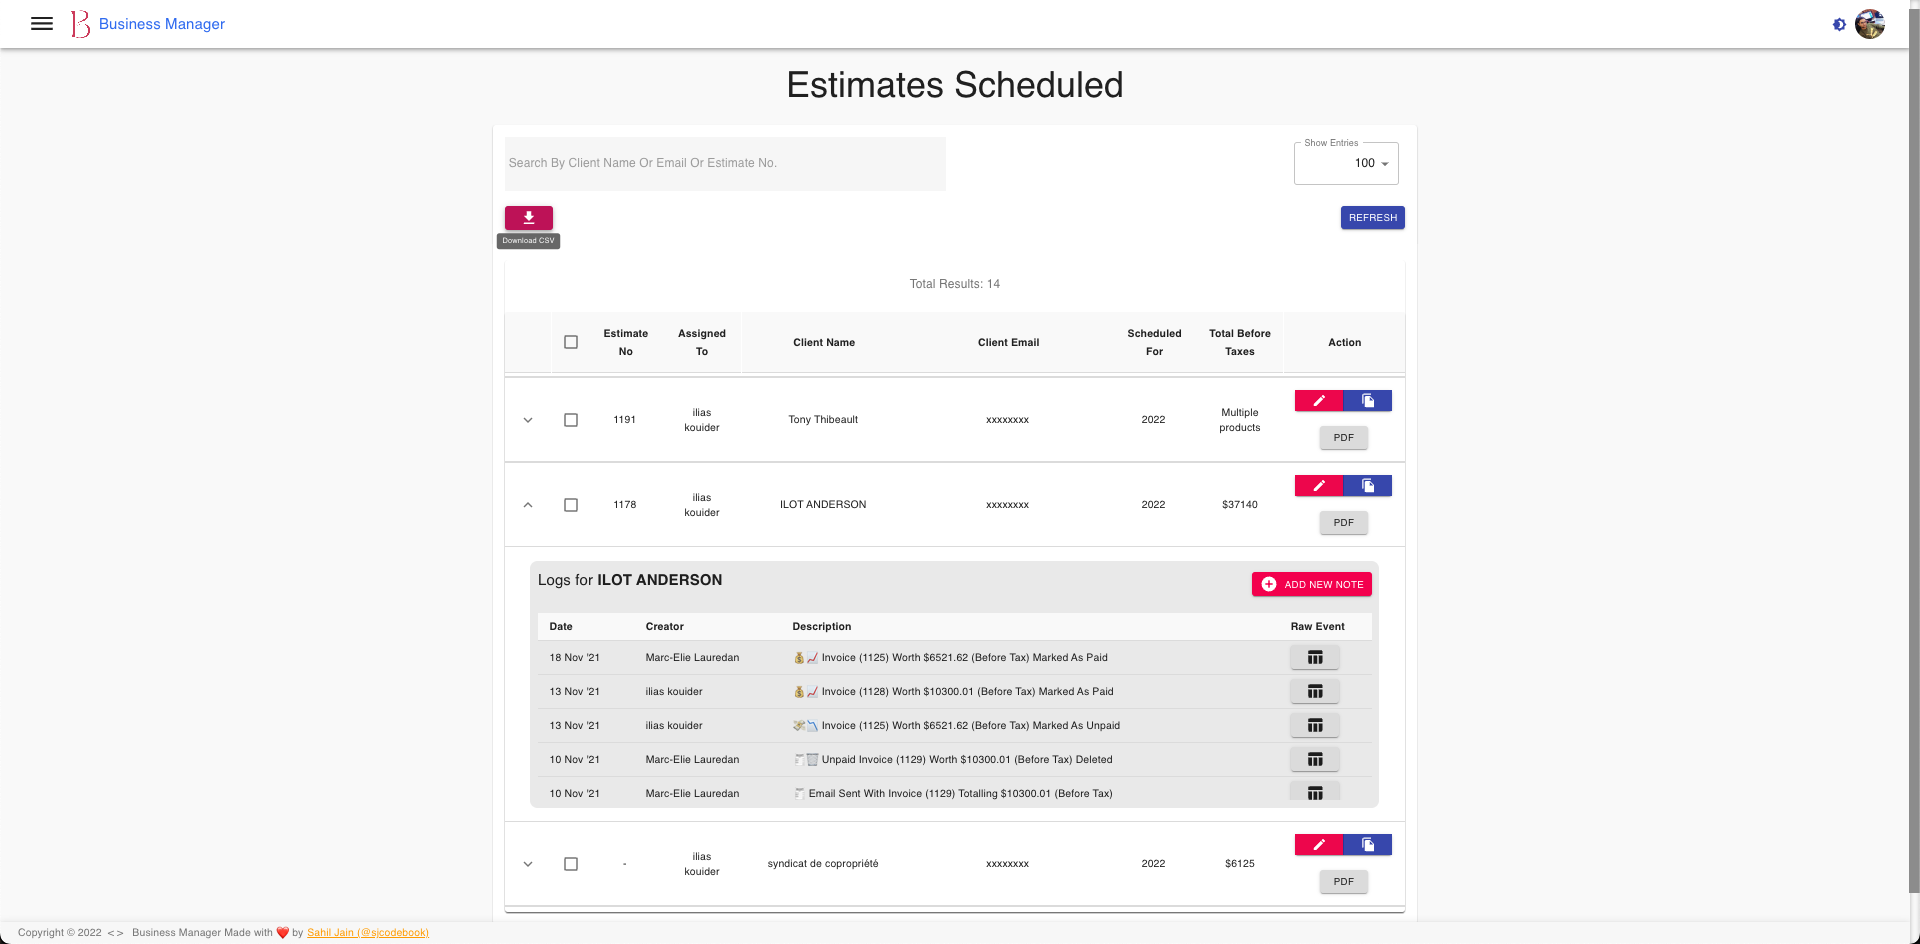 Business Manager
Estimates Scheduled
Search By Client Name Or Email Or Estimate No.
Show Entries
100
REFRESH
Download CSV
Total Results: 14
Estimate No Assigned To Client Name Client Email Scheduled For Total Before Taxes Action
1191 ilias kouider Tony Thibeault xxxxxxxx 2022 Multiple products
PDF
1178 ilias kouider ILOT ANDERSON xxxxxxxx 2022 $37140
PDF
Logs for ILOT ANDERSON
ADD NEW NOTE
Date Creator Description Raw Event
18 Nov '21 Marc-Elie Lauredan 💰📈 Invoice (1125) Worth $6521.62 (Before Tax) Marked As Paid
13 Nov '21 ilias kouider 💰📈 Invoice (1128) Worth $10300.01 (Before Tax) Marked As Paid
13 Nov '21 ilias kouider 💸📉 Invoice (1125) Worth $6521.62 (Before Tax) Marked As Unpaid
10 Nov '21 Marc-Elie Lauredan 🧾🗑 Unpaid Invoice (1129) Worth $10300.01 (Before Tax) Deleted
10 Nov '21 Marc-Elie Lauredan 🧾 Email Sent With Invoice (1129) Totalling $10300.01 (Before Tax)
- ilias kouider syndicat de copropriété xxxxxxxx 2022 $6125
PDF
Copyright © 2022 <> Business Manager Made with ❤️ by Sahil Jain (@sjcodebook)